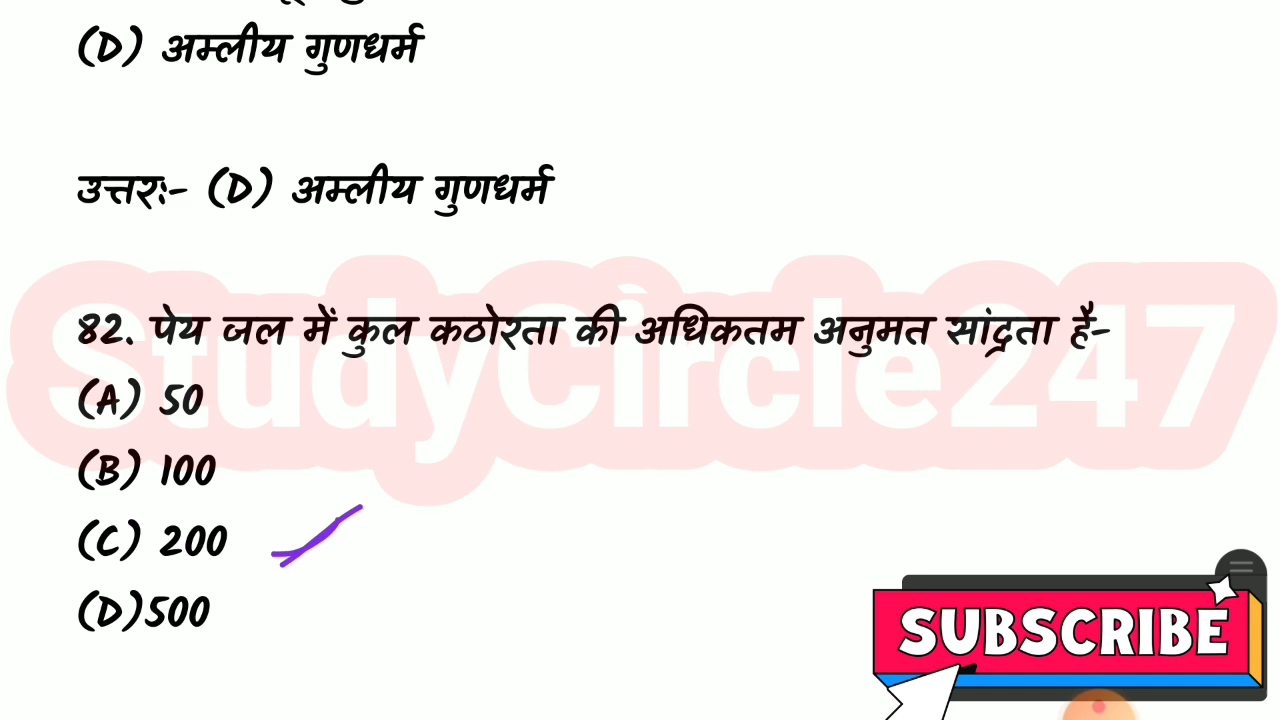 (D) अम्लीय गुणधर्म
उत्तरः- (D) अम्लीय गुणधर्म
82. पेय जल में कुल कठोरता की अधिकतम अनुमत सांद्रता है-
StudyCircle247
(A) 50
(B) 100
(C) 200
(D)500
SUBSCRIBE